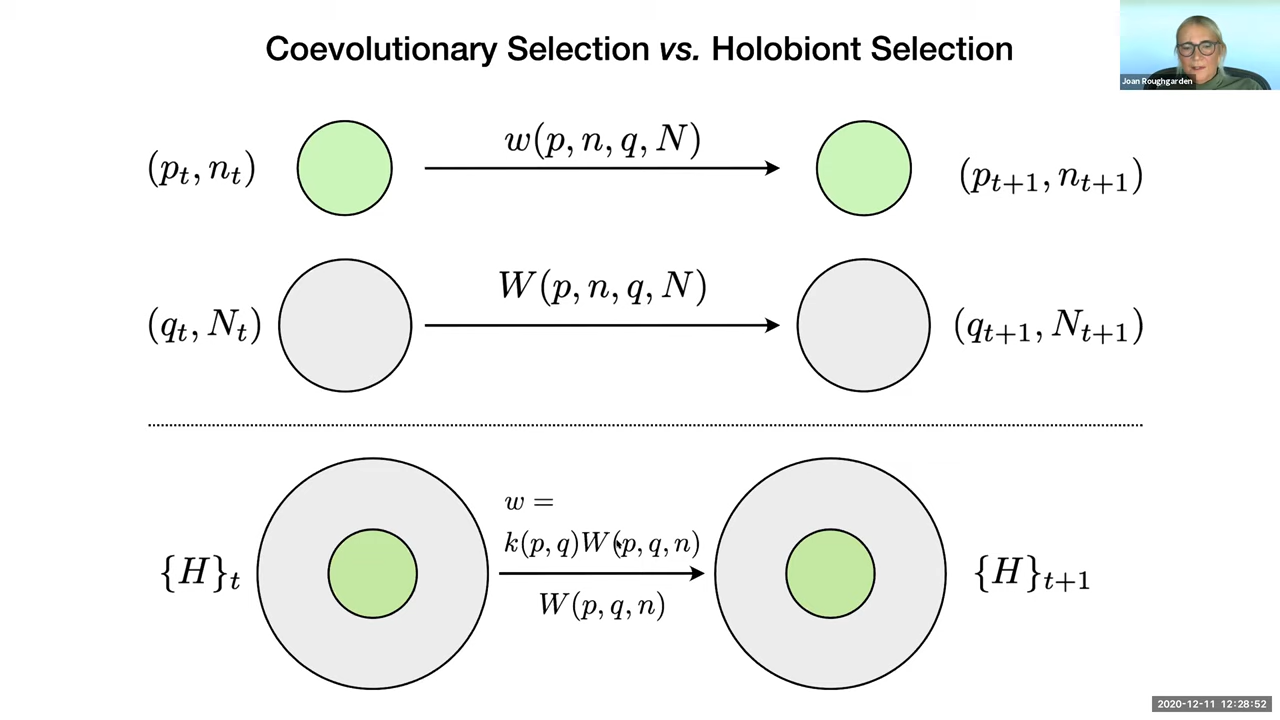 Coevolutionary Selection vs. Holobiont Selection
Joan Roughgarden
(p_t, n_t)
w(p, n, q, N)
(p_{t+1}, n_{t+1})
(q_t, N_t)
W(p, n, q, N)
(q_{t+1}, N_{t+1})
w =
k(p, q)W(p, q, n)
{H}_t
{H}_{t+1}
W(p, q, n)
2020-12-11 12:28:52